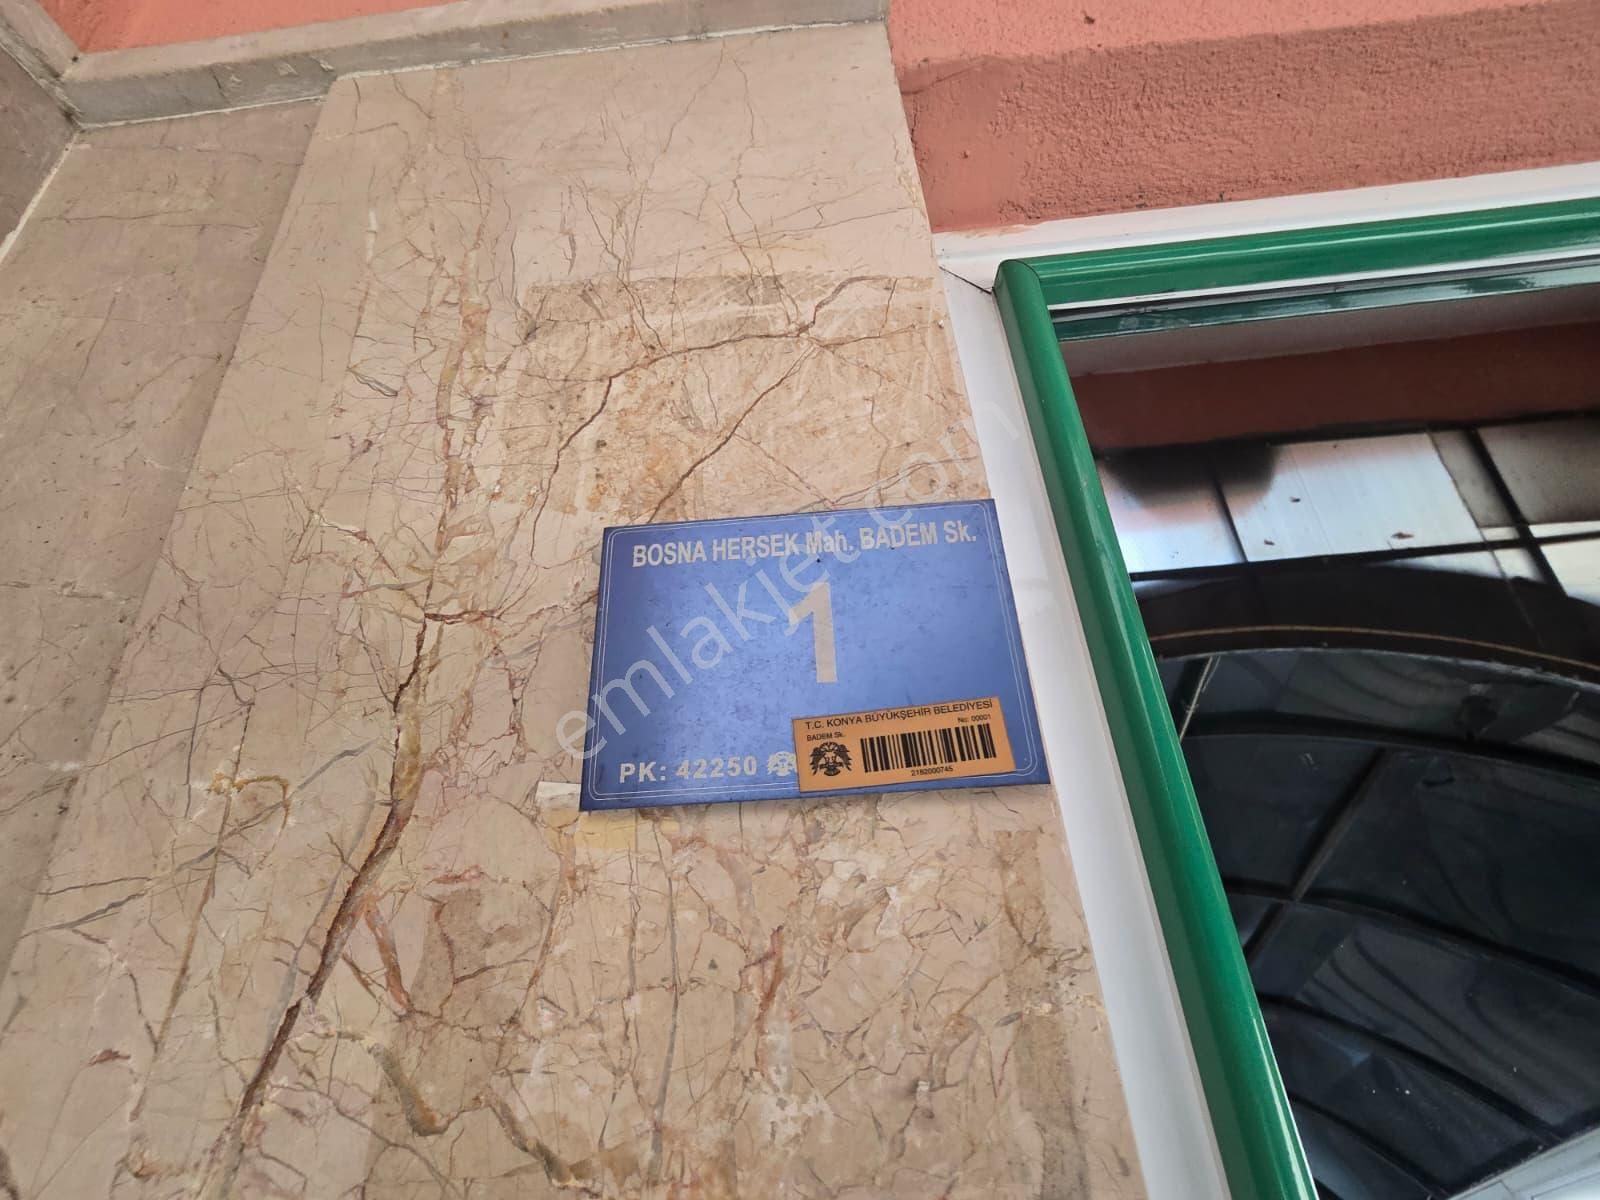 BOSNA HERSEK Mah. BADEM Sk.
1
PK: 42250
T.C. KONYA BÜYÜKŞEHİR BELEDİYESİ
BADEM Sk.
No: 00001
2182000745
emlakjet.com